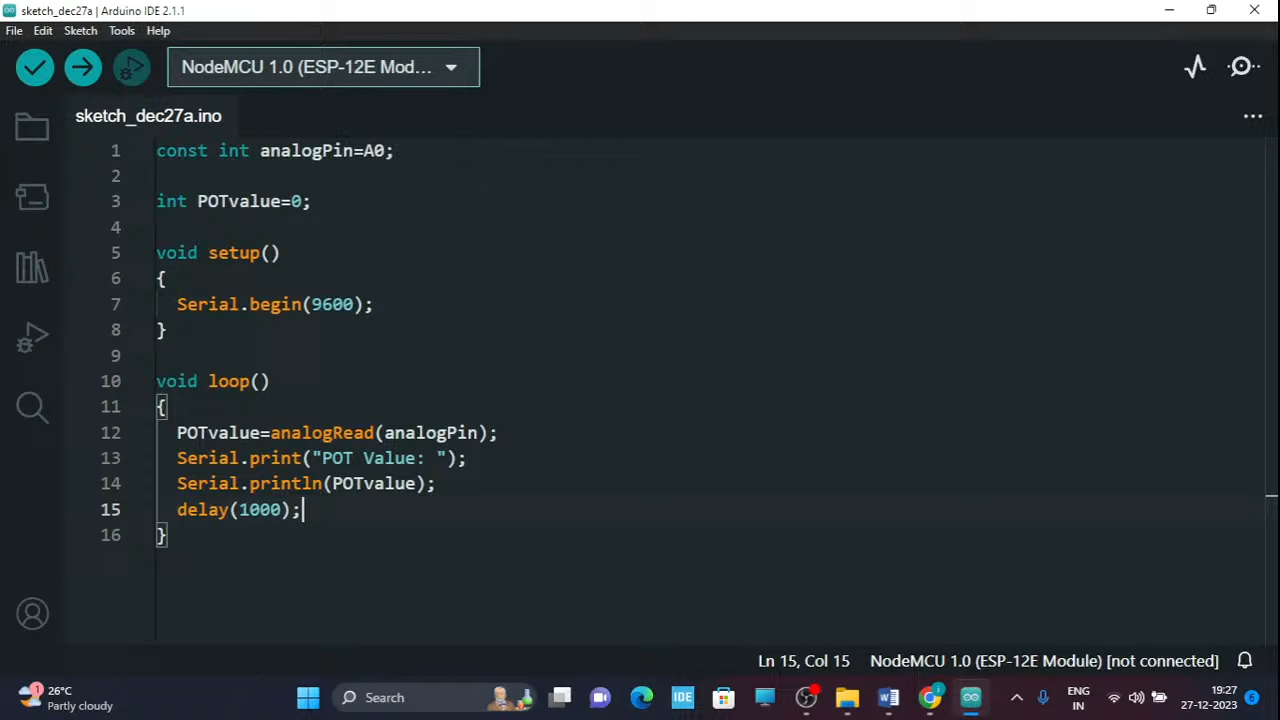 sketch_dec27a | Arduino IDE 2.1.1
File Edit Sketch Tools Help
NodeMCU 1.0 (ESP-12E Mod...
sketch_dec27a.ino
1 const int analogPin=A0;
2
3 int POTvalue=0;
4
5 void setup()
6 {
7 Serial.begin(9600);
8 }
9
10 void loop()
11 {
12 POTvalue=analogRead(analogPin);
13 Serial.print("POT Value: ");
14 Serial.println(POTvalue);
15 delay(1000);
16 }
Ln 15, Col 15 NodeMCU 1.0 (ESP-12E Module) [not connected]
1 26°C
Partly cloudy
Search
IDE
ENG
IN
19:27
27-12-2023
6